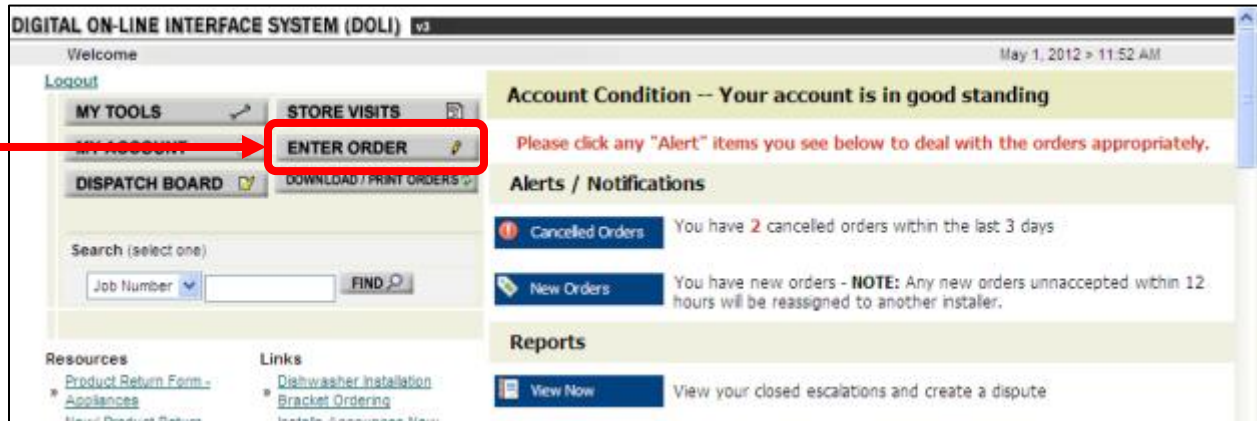 DIGITAL ON-LINE INTERFACE SYSTEM (DOLI) v3
Welcome
May 1, 2012 > 11:52 AM
Logout
MY TOOLS
STORE VISITS
MY ACCOUNT
ENTER ORDER
DISPATCH BOARD
DOWNLOAD / PRINT ORDERS
Search (select one)
Job Number
FIND
Resources
Product Return Form -
Appliances
Links
Dishwasher Installation
Bracket Ordering
Account Condition -- Your account is in good standing
Please click any "Alert" items you see below to deal with the orders appropriately.
Alerts / Notifications
Cancelled Orders
You have 2 cancelled orders within the last 3 days
New Orders
You have new orders - NOTE: Any new orders unnaccepted within 12
hours will be reassigned to another installer.
Reports
View Now
View your closed escalations and create a dispute